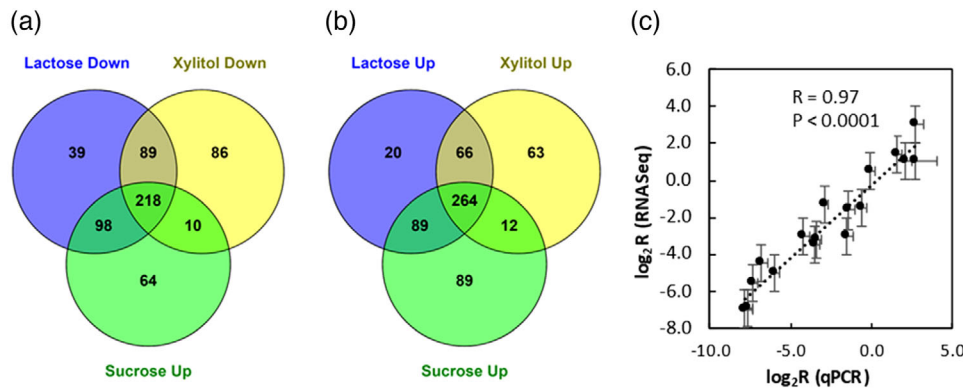 (a)
(b)
(c)
Lactose Down Xylitol Down
39 89 86
218
98 10
64
Sucrose Up
Lactose Up Xylitol Up
20 66 63
264
89 12
89
Sucrose Up
6.0
4.0
2.0
0.0
-2.0
-4.0
-6.0
-8.0
log₂R (RNASeq)
R = 0.97
P < 0.0001
-10.0 -5.0 0.0 5.0
log₂R (qPCR)